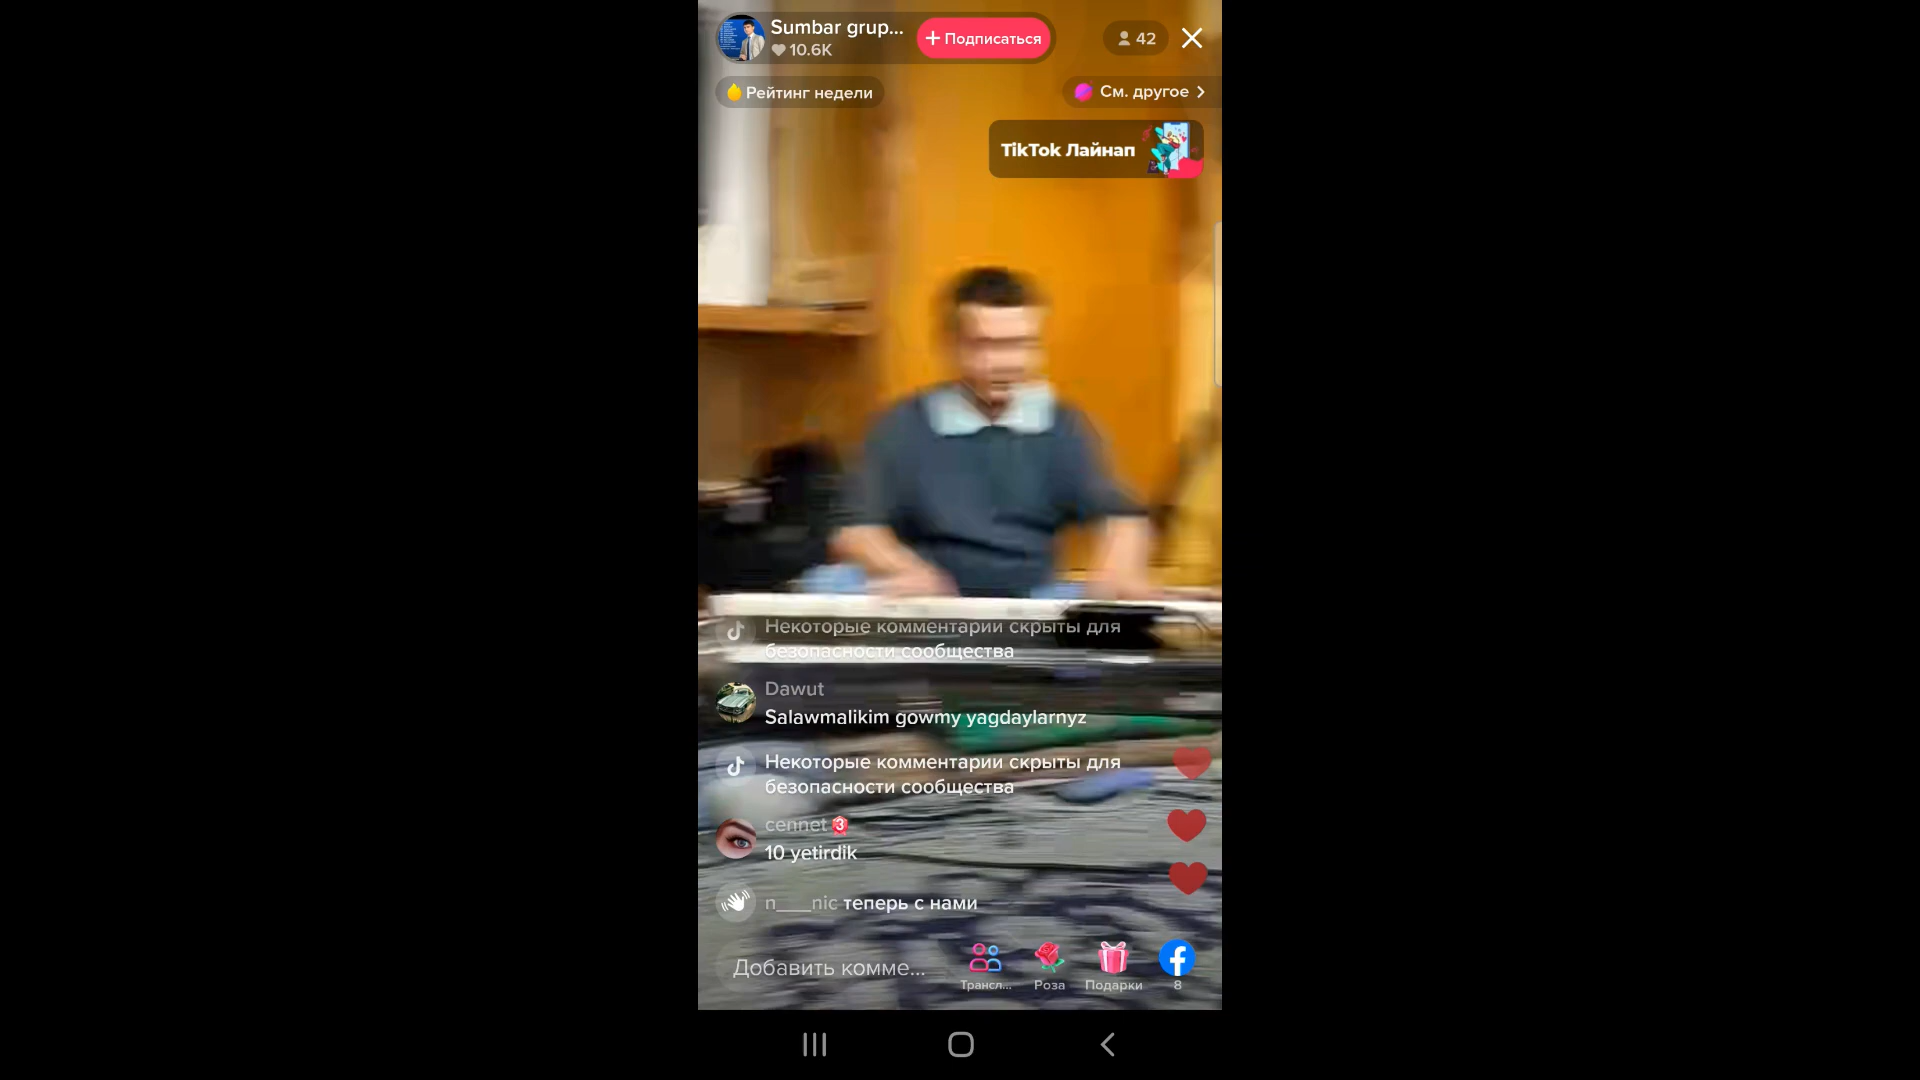 Sumbar grup...
10.6K
+ Подписаться
42
Рейтинг недели
См. другое
TikTok Лайнап
Некоторые комментарии скрыты для
безопасности сообщества
Dawut
Salawmalikim gowmy yagdaylarnyz
Некоторые комментарии скрыты для
безопасности сообщества
cennet 3
10 yetirdik
n___nic теперь с нами
Добавить комме...
Трансл...
Роза
Подарки
8